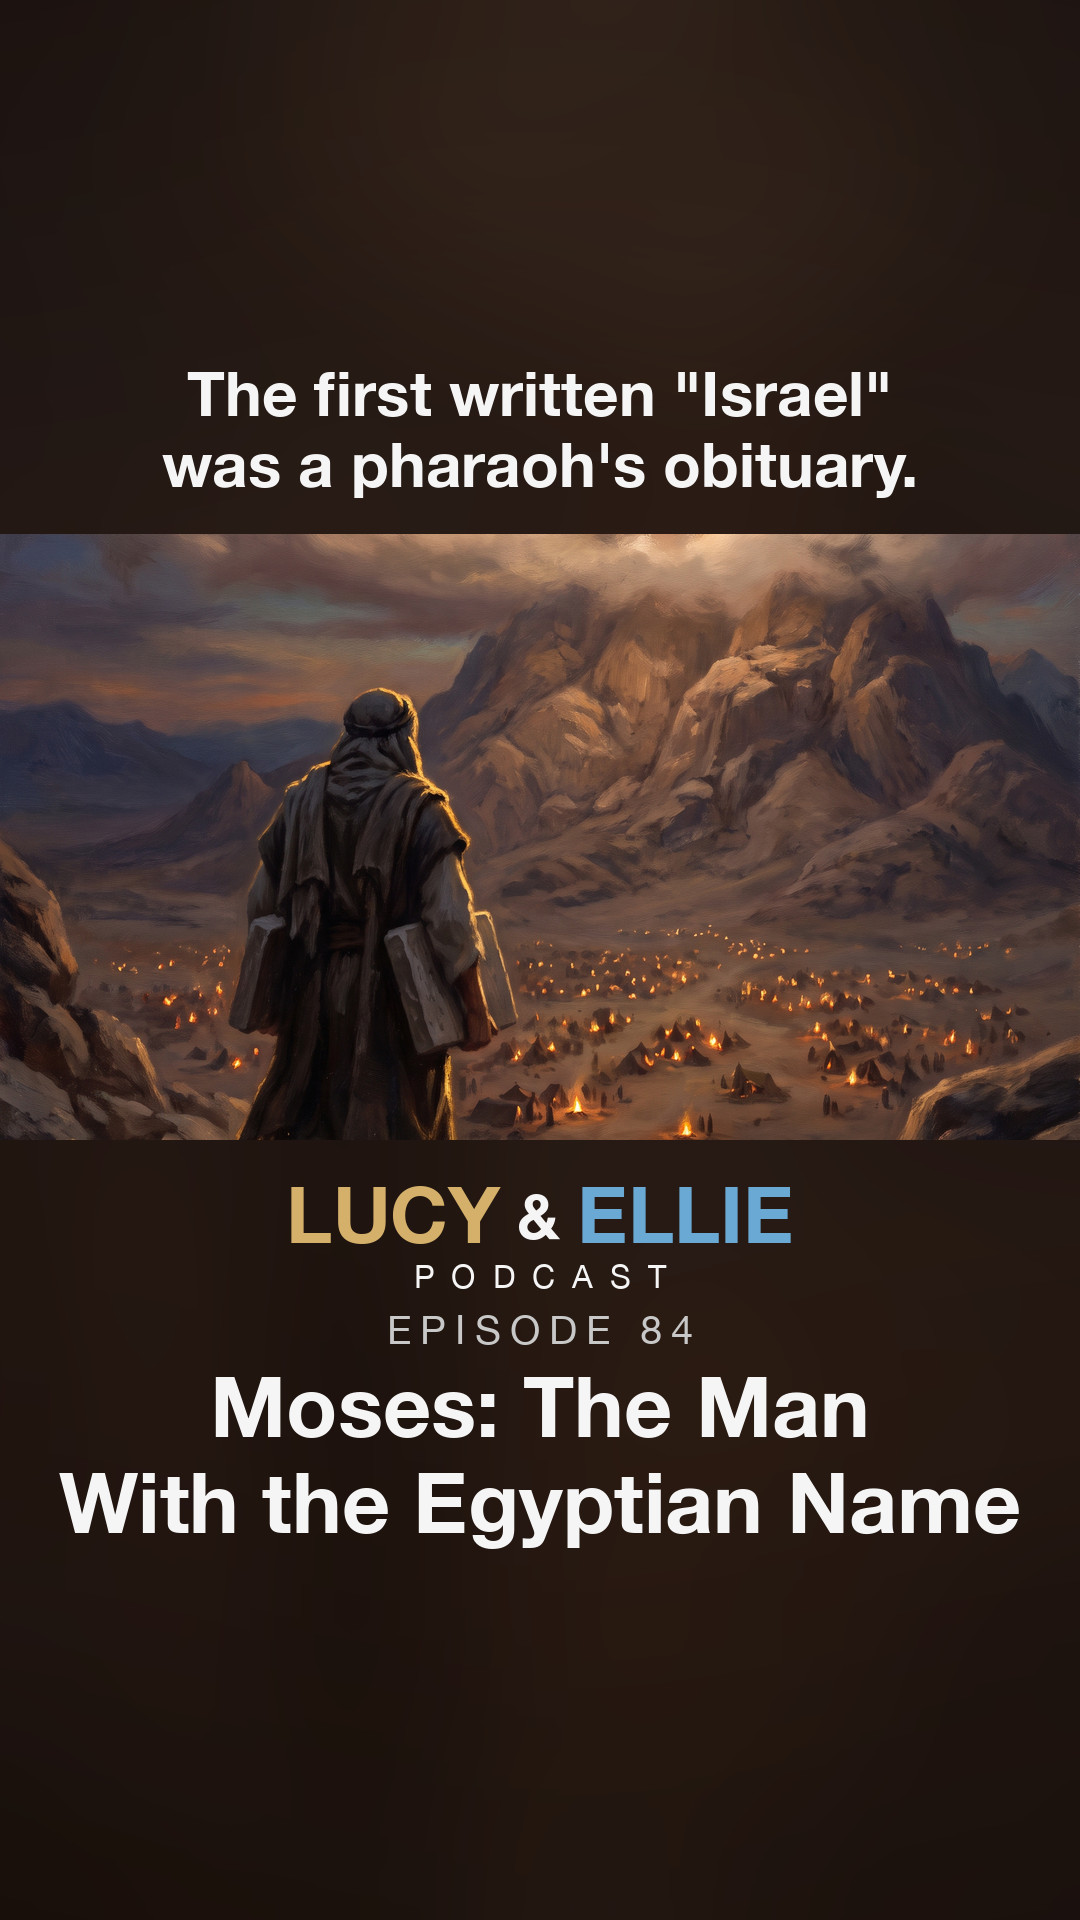 The first written "Israel"
was a pharaoh's obituary.
LUCY & ELLIE
PODCAST
EPISODE 84
Moses: The Man
With the Egyptian Name